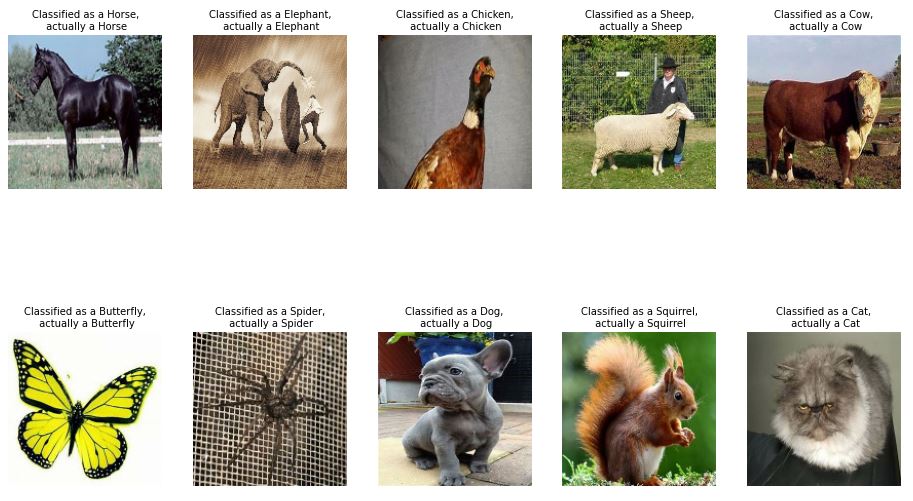 Classified as a Horse,
actually a Horse
Classified as a Elephant,
actually a Elephant
Classified as a Chicken,
actually a Chicken
Classified as a Sheep,
actually a Sheep
Classified as a Cow,
actually a Cow
Classified as a Butterfly,
actually a Butterfly
Classified as a Spider,
actually a Spider
Classified as a Dog,
actually a Dog
Classified as a Squirrel,
actually a Squirrel
Classified as a Cat,
actually a Cat